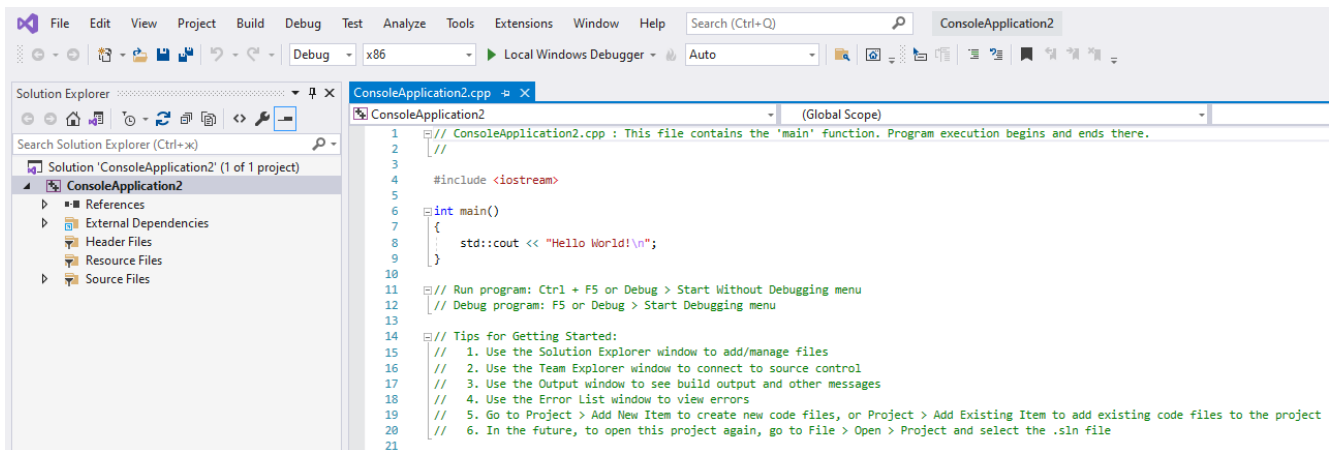 File Edit View Project Build Debug Test Analyze Tools Extensions Window Help Search (Ctrl+Q) ConsoleApplication2
Debug x86 Local Windows Debugger Auto
Solution Explorer
Search Solution Explorer (Ctrl+ж)
Solution 'ConsoleApplication2' (1 of 1 project)
ConsoleApplication2
References
External Dependencies
Header Files
Resource Files
Source Files
ConsoleApplication2.cpp
ConsoleApplication2 (Global Scope)
1 // ConsoleApplication2.cpp : This file contains the 'main' function. Program execution begins and ends there.
2 //
3
4 #include <iostream>
5
6 int main()
7 {
8 std::cout << "Hello World!\n";
9 }
10
11 // Run program: Ctrl + F5 or Debug > Start Without Debugging menu
12 // Debug program: F5 or Debug > Start Debugging menu
13
14 // Tips for Getting Started:
15 // 1. Use the Solution Explorer window to add/manage files
16 // 2. Use the Team Explorer window to connect to source control
17 // 3. Use the Output window to see build output and other messages
18 // 4. Use the Error List window to view errors
19 // 5. Go to Project > Add New Item to create new code files, or Project > Add Existing Item to add existing code files to the project
20 // 6. In the future, to open this project again, go to File > Open > Project and select the .sln file
21